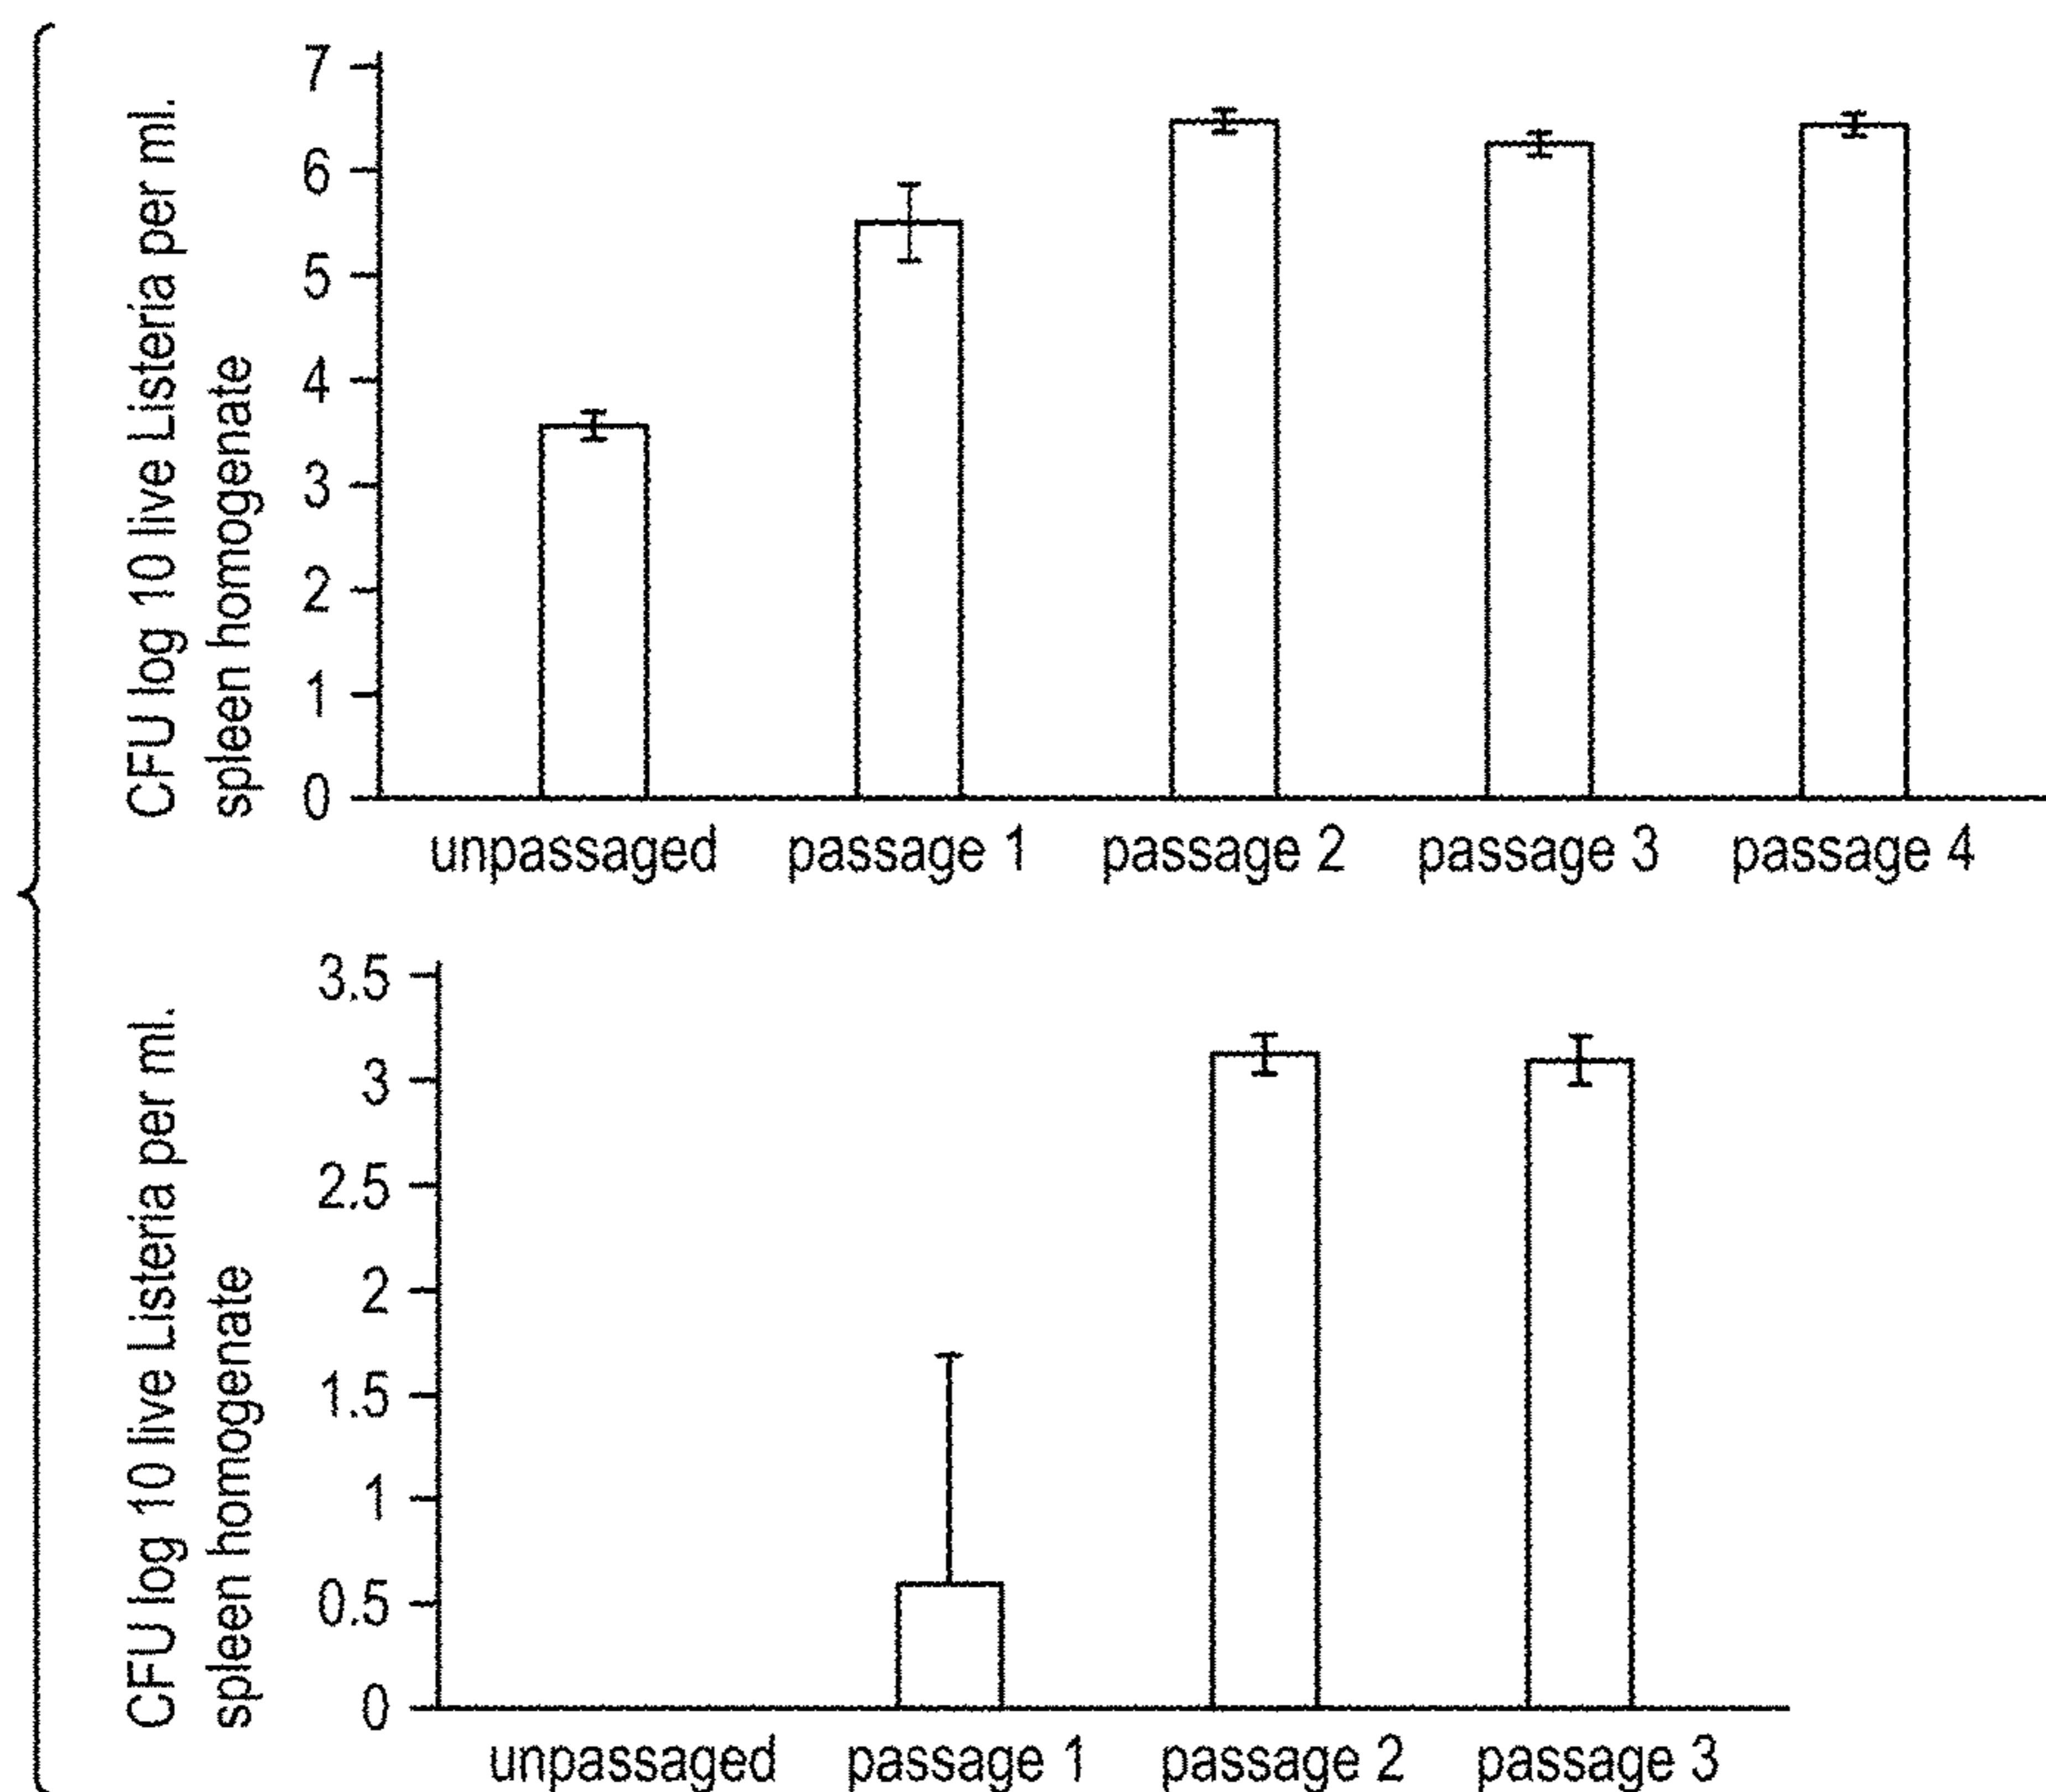 CFU log 10 live Listeria per ml.
spleen homogenate
7
6
5
4
3
2
1
0
unpassaged passage 1 passage 2 passage 3 passage 4
CFU log 10 live Listeria per ml.
spleen homogenate
3.5
3
2.5
2
1.5
1
0.5
0
unpassaged passage 1 passage 2 passage 3